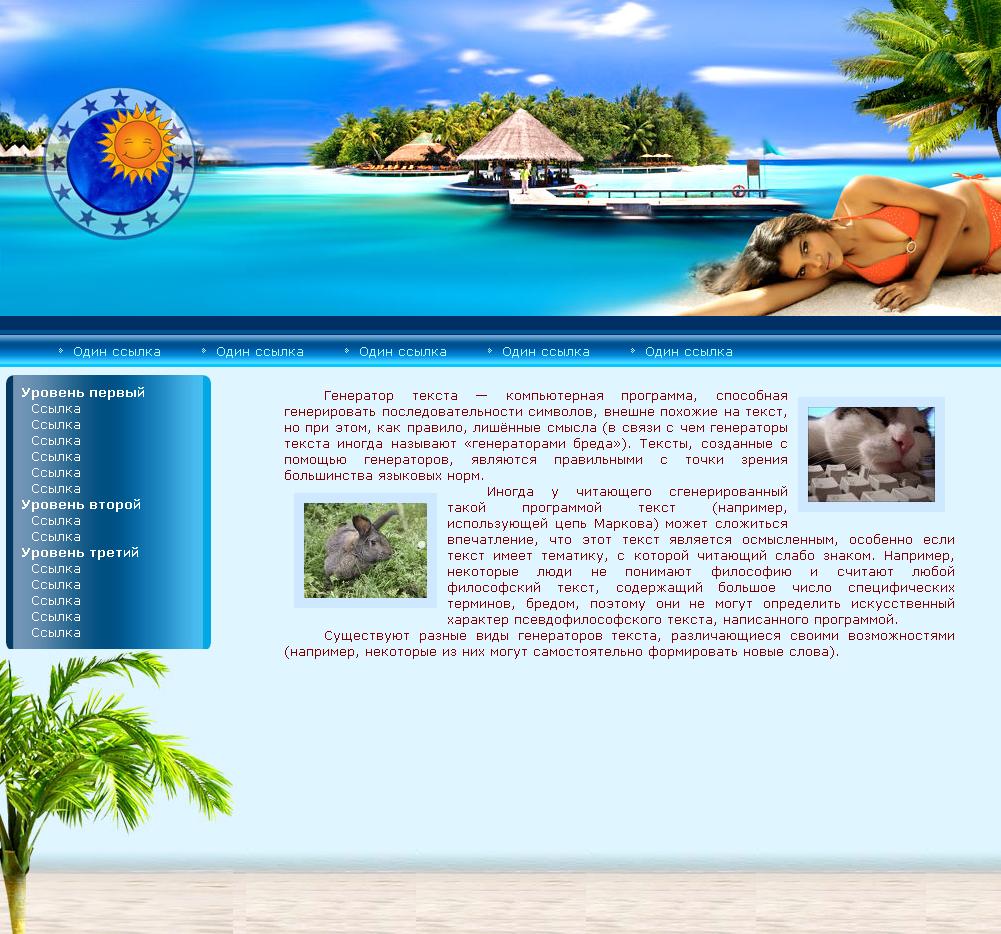 Один ссылка Один ссылка Один ссылка Один ссылка Один ссылка
Уровень первый
Ссылка
Ссылка
Ссылка
Ссылка
Ссылка
Ссылка
Уровень второй
Ссылка
Ссылка
Уровень третий
Ссылка
Ссылка
Ссылка
Ссылка
Ссылка
Генератор текста — компьютерная программа, способная
генерировать последовательности символов, внешне похожие на текст,
но при этом, как правило, лишённые смысла (в связи с чем генераторы
текста иногда называют «генераторами бреда»). Тексты, созданные с
помощью генераторов, являются правильными с точки зрения
большинства языковых норм.
Иногда у читающего сгенерированный
такой программой текст (например,
использующей цепь Маркова) может сложиться
впечатление, что этот текст является осмысленным, особенно если
текст имеет тематику, с которой читающий слабо знаком. Например,
некоторые люди не понимают философию и считают любой
философский текст, содержащий большое число специфических
терминов, бредом, поэтому они не могут определить искусственный
характер псевдофилософского текста, написанного программой.
Существуют разные виды генераторов текста, различающиеся своими возможностями
(например, некоторые из них могут самостоятельно формировать новые слова).